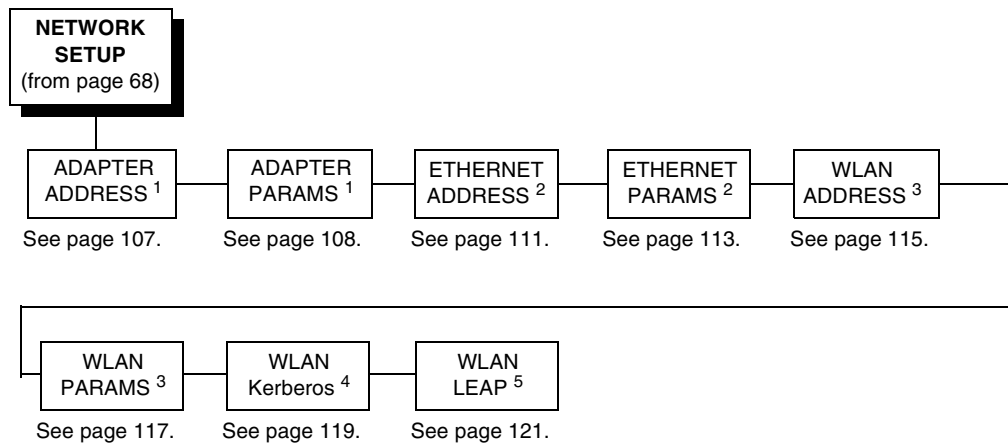 NETWORK
SETUP
(from page 68)
ADAPTER
ADDRESS 1
See page 107.
ADAPTER
PARAMS 1
See page 108.
ETHERNET
ADDRESS 2
See page 111.
ETHERNET
PARAMS 2
See page 113.
WLAN
ADDRESS 3
See page 115.
WLAN
PARAMS 3
See page 117.
WLAN
Kerberos 4
See page 119.
WLAN
LEAP 5
See page 121.